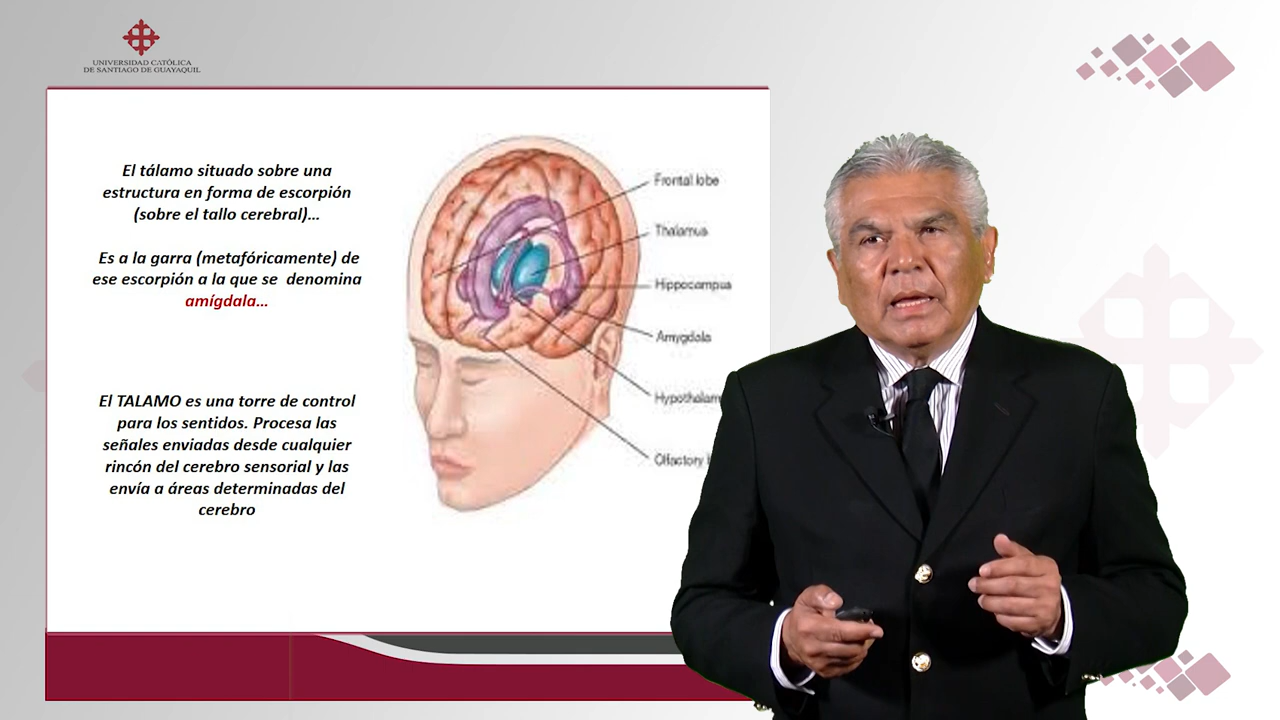 UNIVERSIDAD CATÓLICA
DE SANTIAGO DE GUAYAQUIL
El tálamo situado sobre una
estructura en forma de escorpión
(sobre el tallo cerebral)...
Es a la garra (metafóricamente) de
ese escorpión a la que se denomina
amígdala...
El TALAMO es una torre de control
para los sentidos. Procesa las
señales enviadas desde cualquier
rincón del cerebro sensorial y las
envía a áreas determinadas del
cerebro
Frontal lobe
Thalamus
Hippocampus
Amygdala
Hypothalam
Olfactory